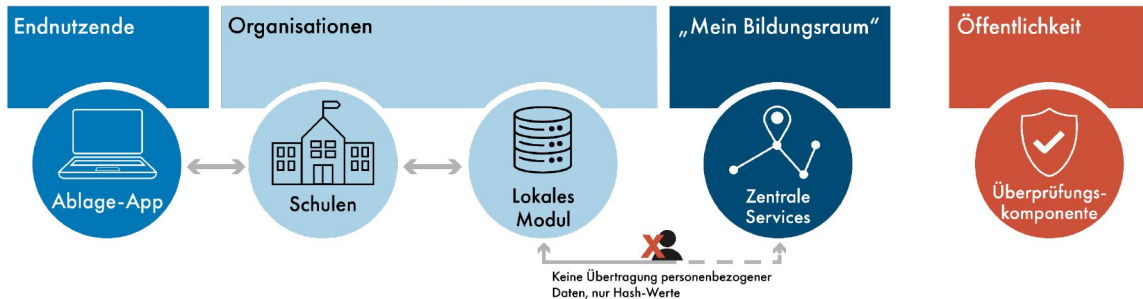 Endnutzende
Organisationen
„Mein Bildungsraum“
Öffentlichkeit
Ablage-App
Schulen
Lokales
Modul
Zentrale
Services
Überprüfungs-
komponente
Keine Übertragung personenbezogener
Daten, nur Hash-Werte